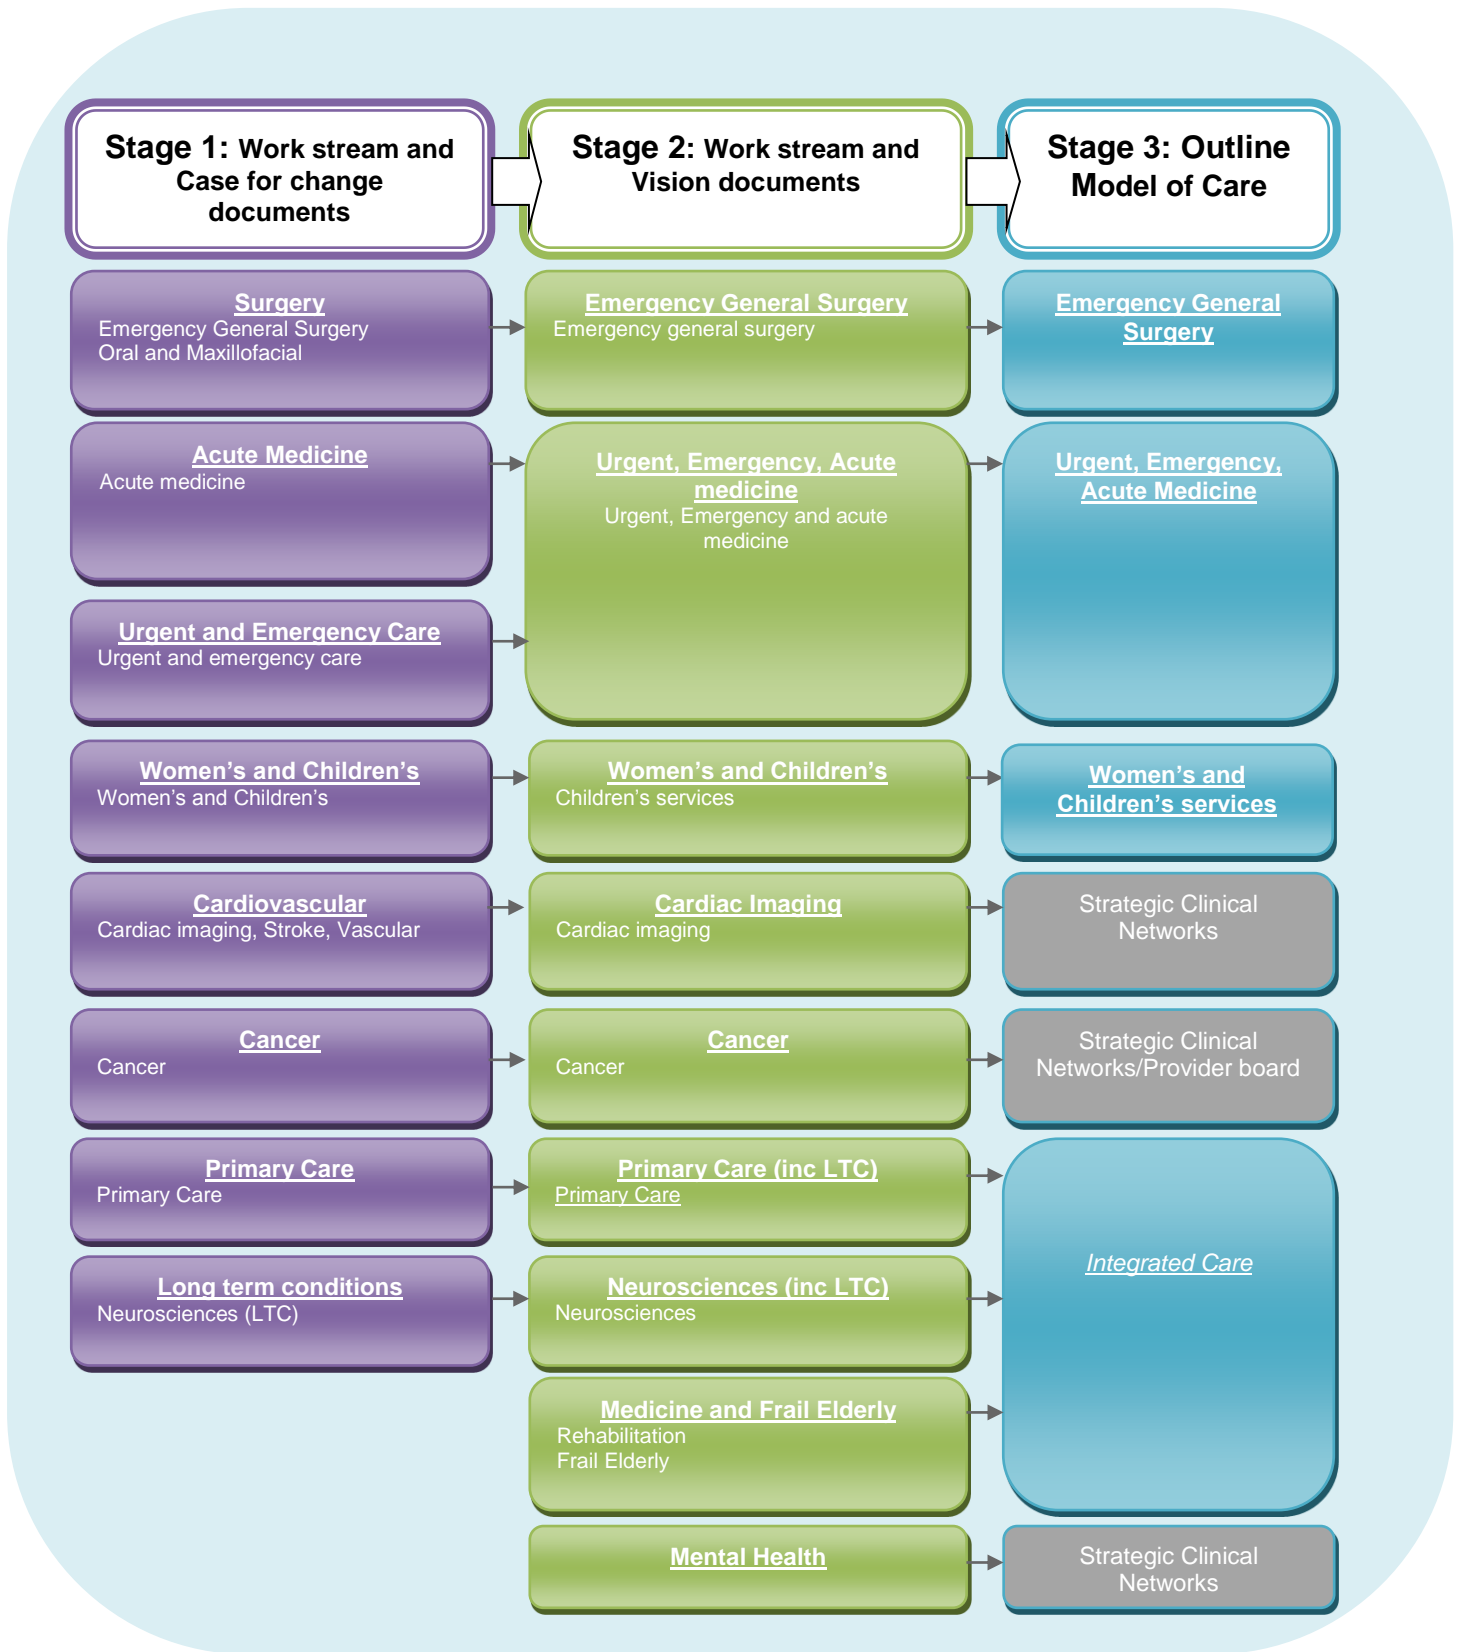 Stage 1: Work stream and
Case for change
documents
Stage 2: Work stream and
Vision documents
Stage 3: Outline
Model of Care
Surgery
Emergency General Surgery
Oral and Maxillofacial
Emergency General Surgery
Emergency general surgery
Emergency General
Surgery
Acute Medicine
Acute medicine
Urgent, Emergency, Acute
medicine
Urgent, Emergency and acute
medicine
Urgent, Emergency,
Acute Medicine
Urgent and Emergency Care
Urgent and emergency care
Women's and Children's
Women's and Children's
Women's and Children's
Children's services
Women's and
Children's services
Cardiovascular
Cardiac imaging, Stroke, Vascular
Cardiac Imaging
Cardiac imaging
Strategic Clinical
Networks
Cancer
Cancer
Cancer
Cancer
Strategic Clinical
Networks/Provider board
Primary Care
Primary Care
Primary Care (inc LTC)
Primary Care
Integrated Care
Long term conditions
Neurosciences (LTC)
Neurosciences (inc LTC)
Neurosciences
Medicine and Frail Elderly
Rehabilitation
Frail Elderly
Mental Health
Strategic Clinical
Networks